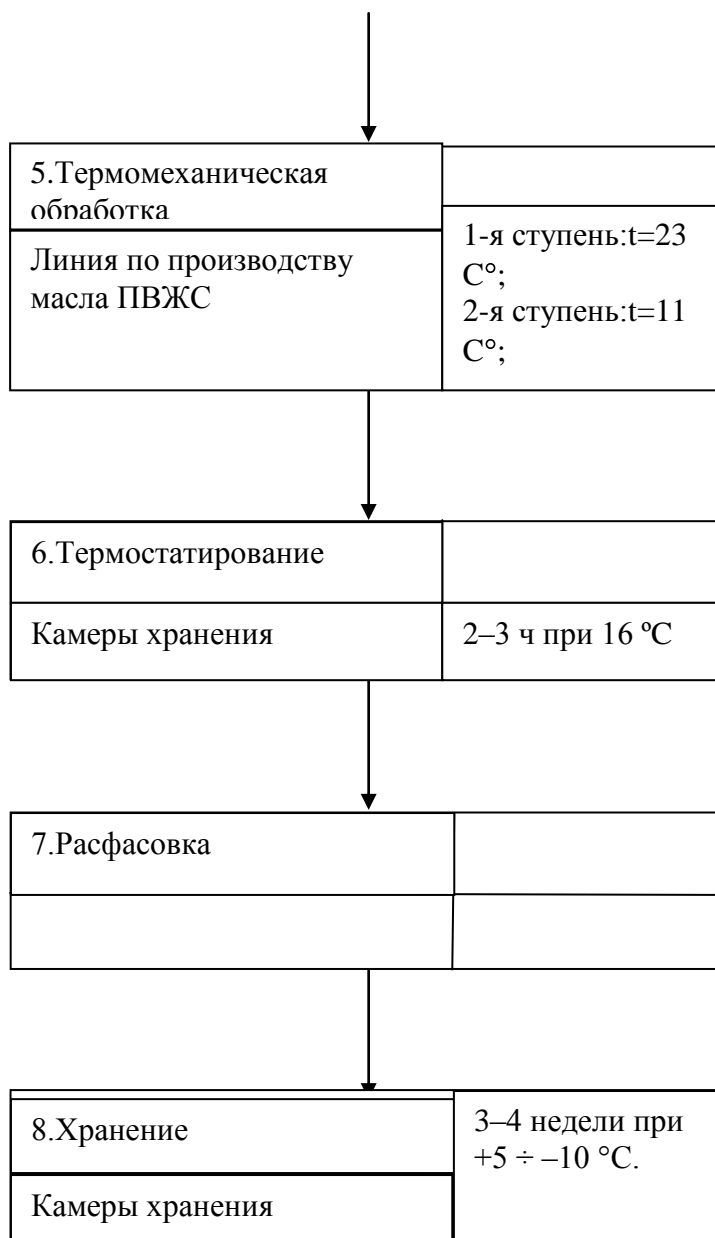 5.Термомеханическая
обработка
Линия по производству
масла ПВЖС
1-я ступень:t=23
С°;
2-я ступень:t=11
С°;
6.Термостатирование
Камеры хранения
2–3 ч при 16 ºС
7.Расфасовка
8.Хранение
3–4 недели при
+5 ÷ –10 °С.
Камеры хранения